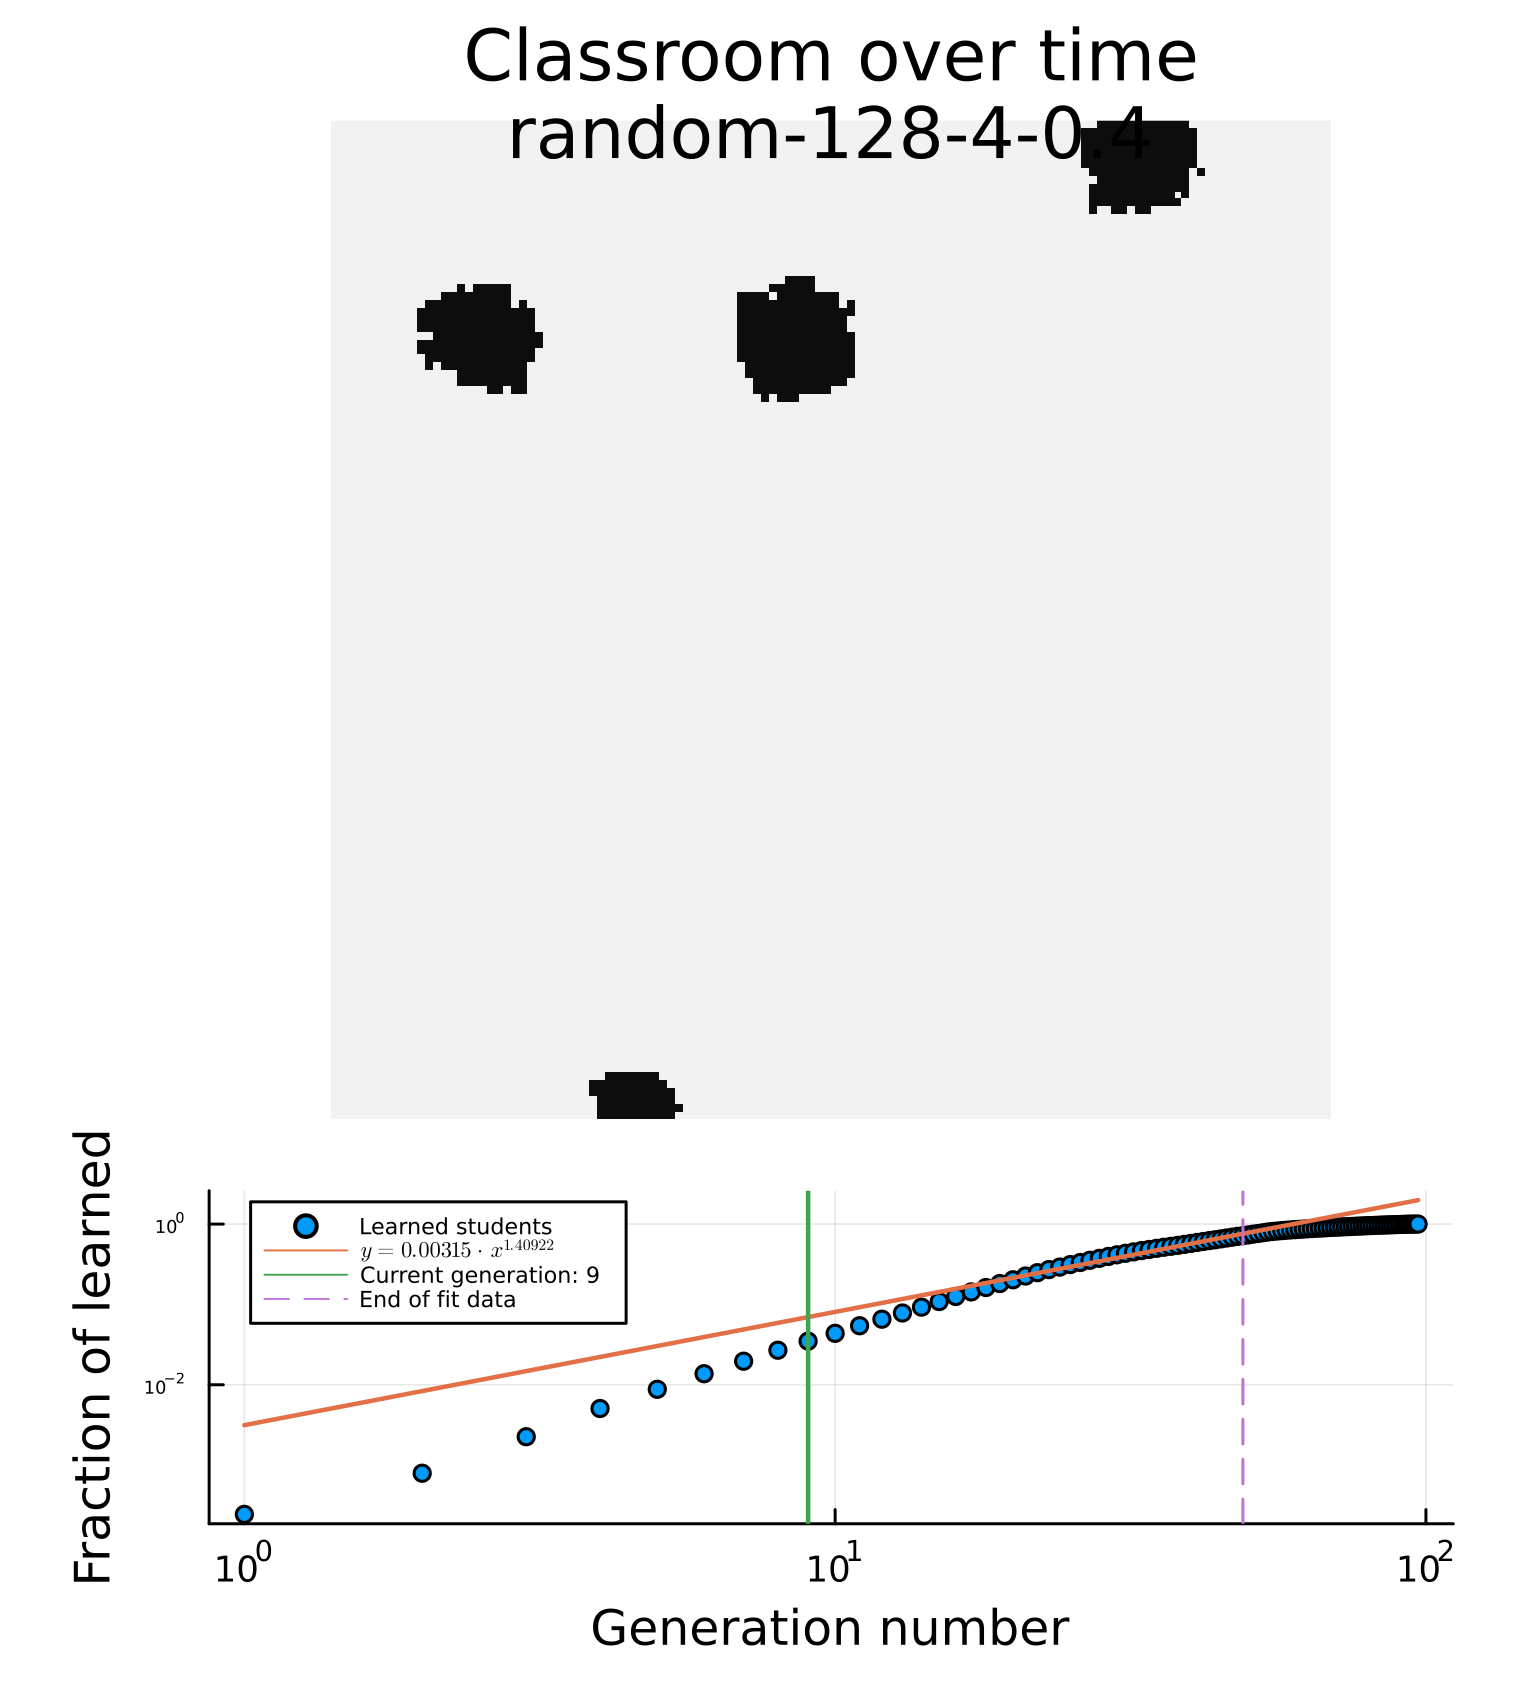 Classroom over time
random-128-4-0.4
Fraction of learned
10^0
10^-2
Learned students
y = 0.00315 · x^1.40922
Current generation: 9
End of fit data
10^0
10^1
10^2
Generation number